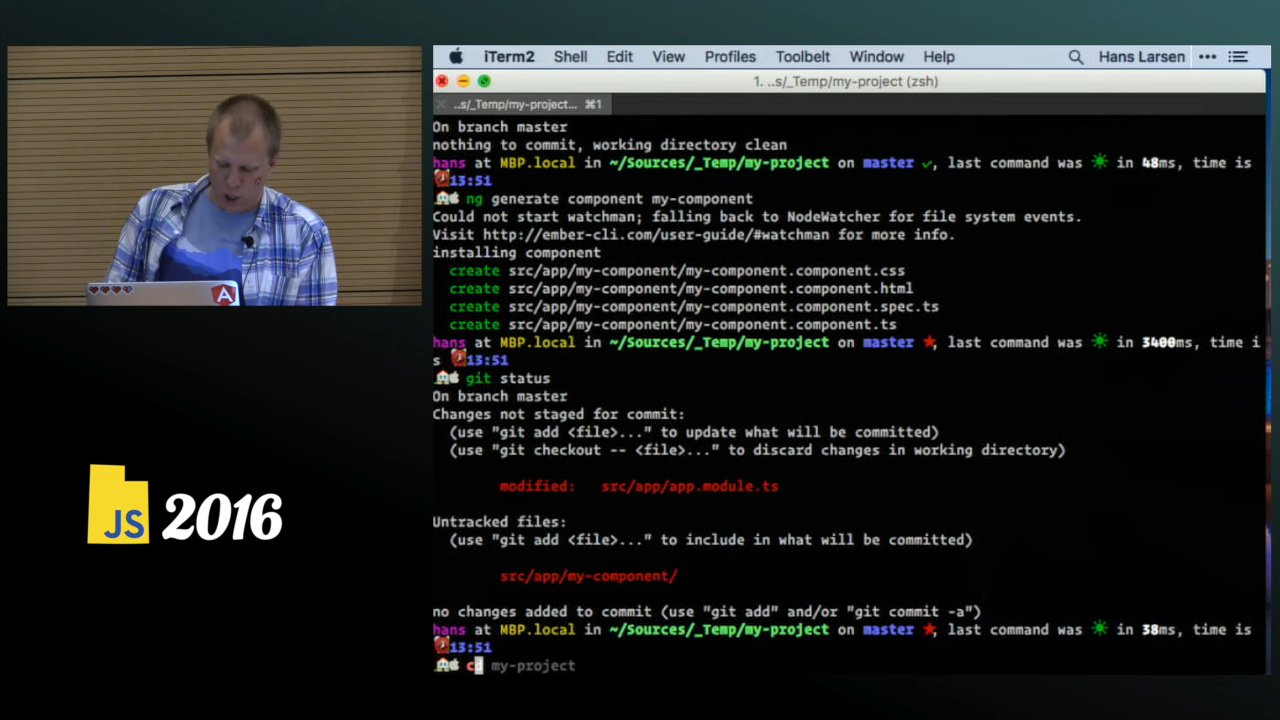 iTerm2 Shell Edit View Profiles Toolbelt Window Help Hans Larsen
1. ..s/_Temp/my-project (zsh)
..s/_Temp/my-project... ⌘1
On branch master
nothing to commit, working directory clean
hans at MBP.local in ~/Sources/_Temp/my-project on master ✓, last command was ☀ in 48ms, time is
⏰13:51
ng generate component my-component
Could not start watchman; falling back to NodeWatcher for file system events.
Visit http://ember-cli.com/user-guide/#watchman for more info.
installing component
create src/app/my-component/my-component.component.css
create src/app/my-component/my-component.component.html
create src/app/my-component/my-component.component.spec.ts
create src/app/my-component/my-component.component.ts
hans at MBP.local in ~/Sources/_Temp/my-project on master ★, last command was ☀ in 3400ms, time i
s ⏰13:51
git status
On branch master
Changes not staged for commit:
(use "git add <file>..." to update what will be committed)
(use "git checkout -- <file>..." to discard changes in working directory)
modified: src/app/app.module.ts
Untracked files:
(use "git add <file>..." to include in what will be committed)
src/app/my-component/
no changes added to commit (use "git add" and/or "git commit -a")
hans at MBP.local in ~/Sources/_Temp/my-project on master ★, last command was ☀ in 38ms, time is
⏰13:51
cd my-project
A
JS 2016